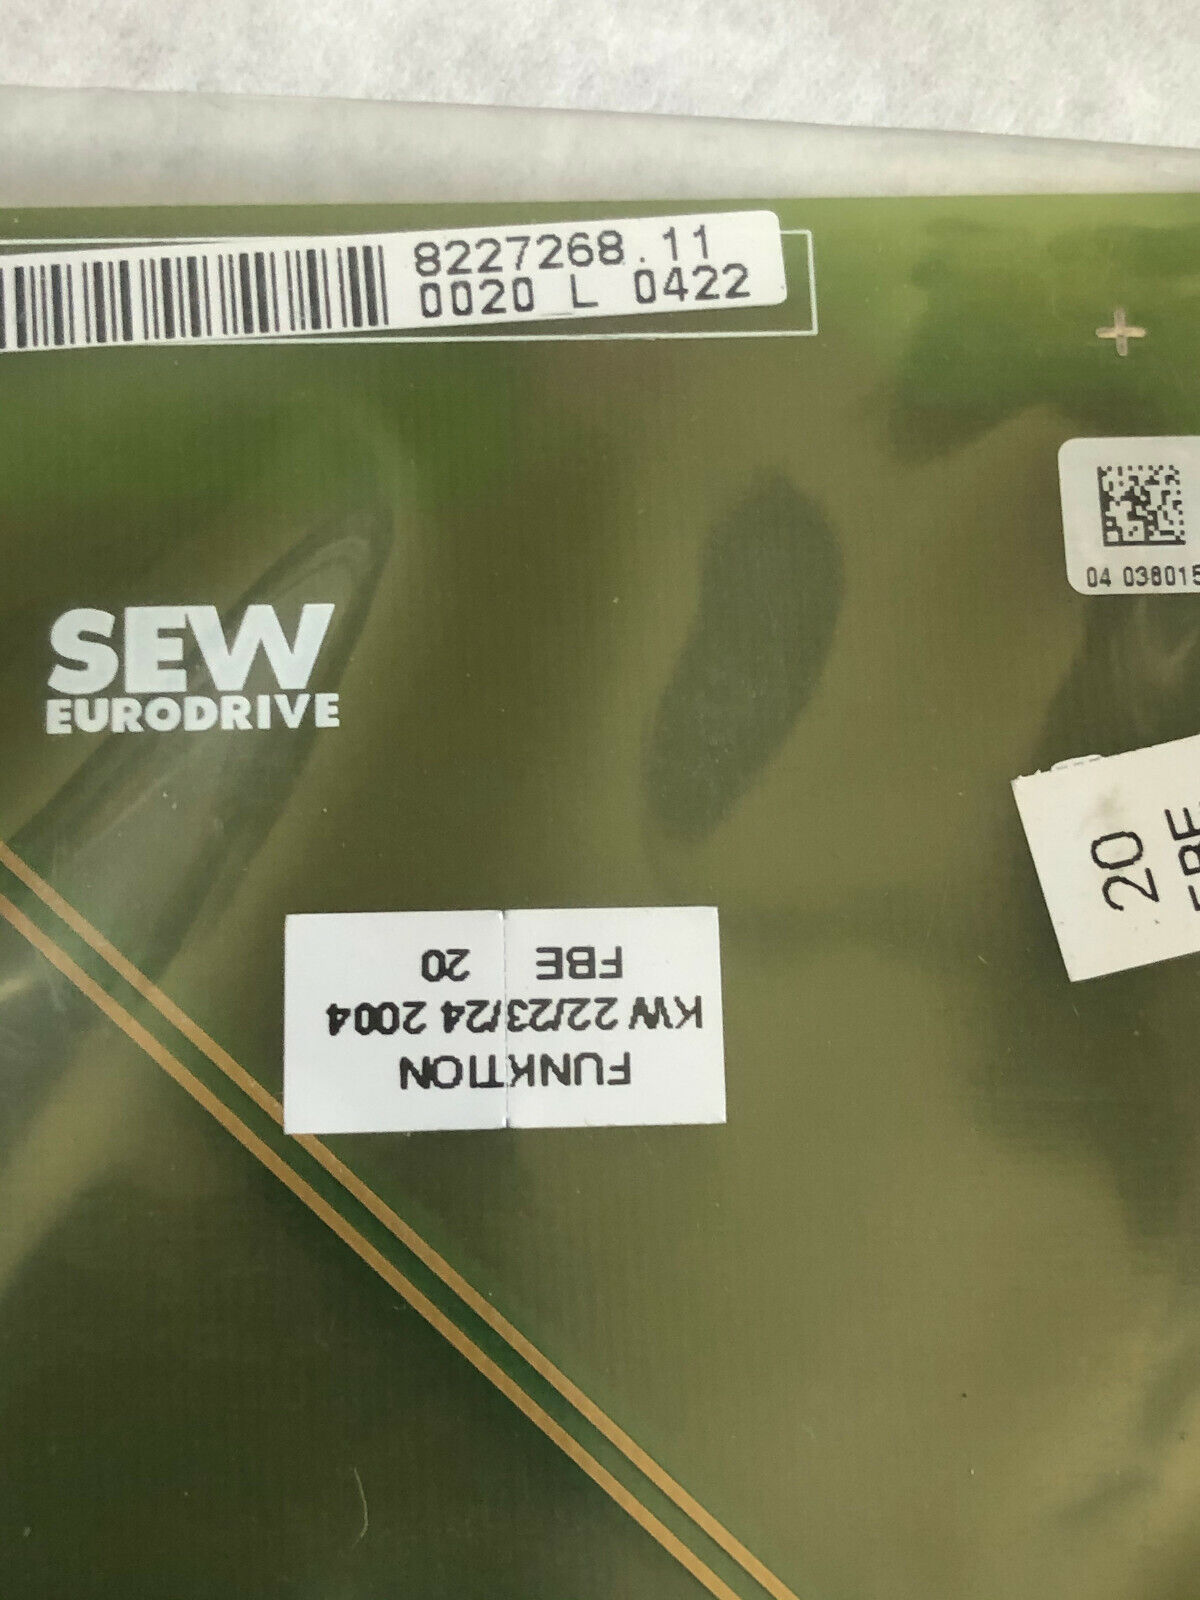 8227268.11
0020 L 0422
04 038015
SEW
EURODRIVE
20
FUNKTION
KW 22/23/24 2004
FBE 20